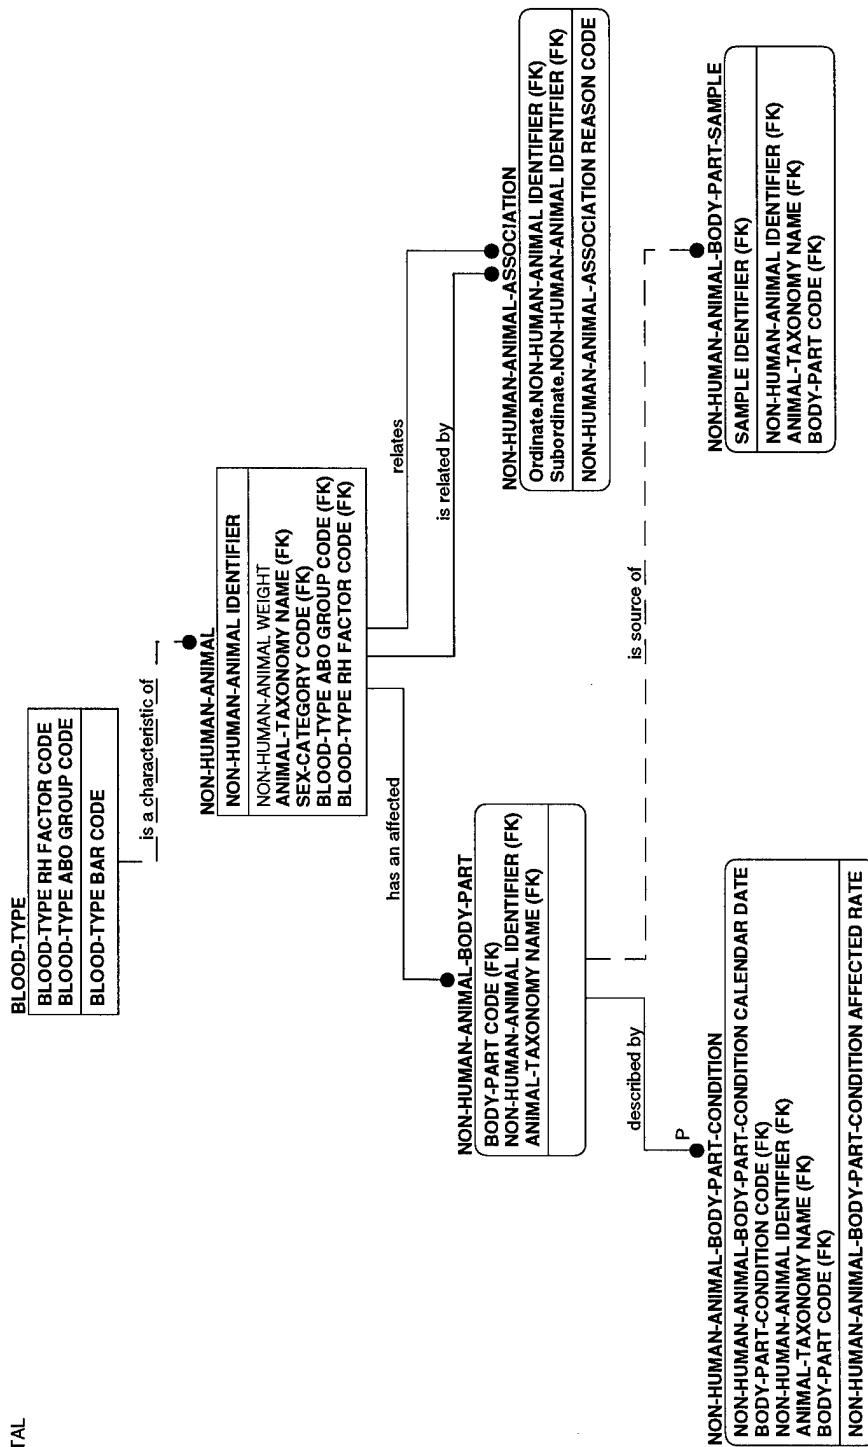 TAL
BLOOD-TYPE
BLOOD-TYPE RH FACTOR CODE
BLOOD-TYPE ABO GROUP CODE
BLOOD-TYPE BAR CODE
is a characteristic of
NON-HUMAN-ANIMAL
NON-HUMAN-ANIMAL IDENTIFIER
NON-HUMAN-ANIMAL WEIGHT
ANIMAL-TAXONOMY NAME (FK)
SEX-CATEGORY CODE (FK)
BLOOD-TYPE ABO GROUP CODE (FK)
BLOOD-TYPE RH FACTOR CODE (FK)
has an affected
relates
is related by
NON-HUMAN-ANIMAL-BODY-PART
BODY-PART CODE (FK)
NON-HUMAN-ANIMAL IDENTIFIER (FK)
ANIMAL-TAXONOMY NAME (FK)
NON-HUMAN-ANIMAL-ASSOCIATION
Ordinate.NON-HUMAN-ANIMAL IDENTIFIER (FK)
Subordinate.NON-HUMAN-ANIMAL IDENTIFIER (FK)
NON-HUMAN-ANIMAL-ASSOCIATION REASON CODE
described by
P
is source of
NON-HUMAN-ANIMAL-BODY-PART-CONDITION
NON-HUMAN-ANIMAL-BODY-PART-CONDITION CALENDAR DATE
BODY-PART-CONDITION CODE (FK)
NON-HUMAN-ANIMAL IDENTIFIER (FK)
ANIMAL-TAXONOMY NAME (FK)
BODY-PART CODE (FK)
NON-HUMAN-ANIMAL-BODY-PART-CONDITION AFFECTED RATE
NON-HUMAN-ANIMAL-BODY-PART-SAMPLE
SAMPLE IDENTIFIER (FK)
NON-HUMAN-ANIMAL IDENTIFIER (FK)
ANIMAL-TAXONOMY NAME (FK)
BODY-PART CODE (FK)